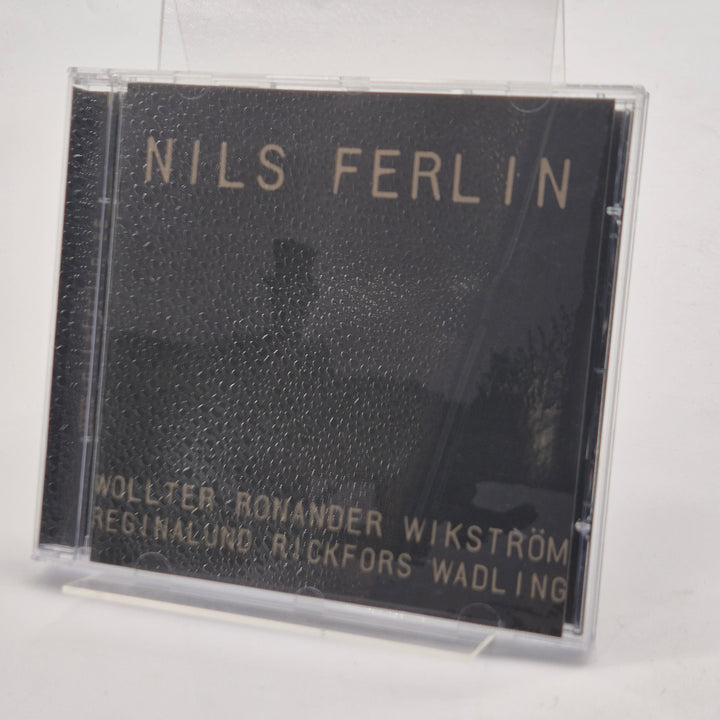 NILS FERLIN
WOLLTER RONANDER WIKSTRÖM
REGINALUND RICKFORS WADLING